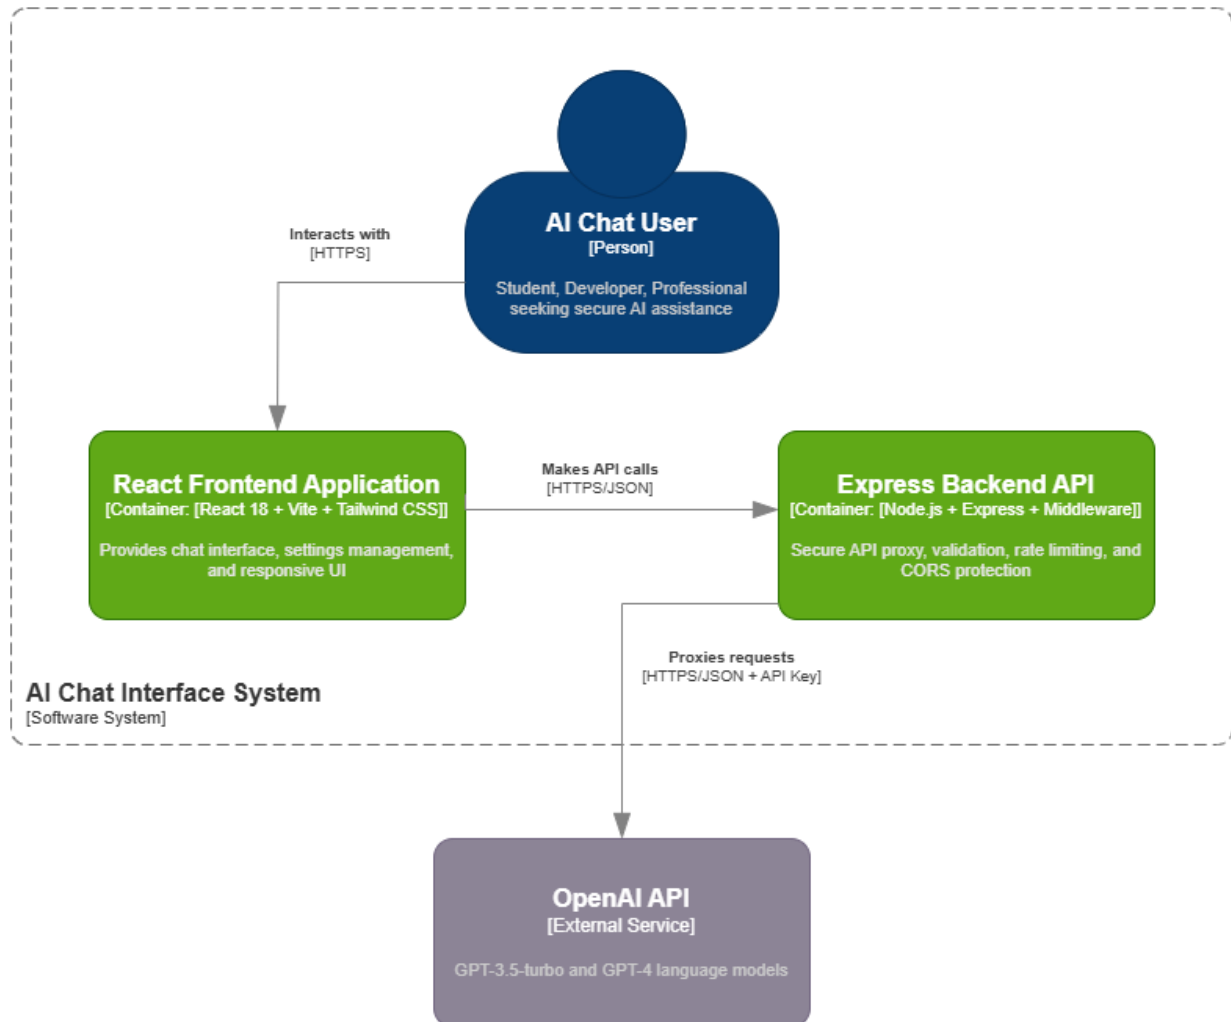 AI Chat User
[Person]
Student, Developer, Professional
seeking secure AI assistance
Interacts with
[HTTPS]
React Frontend Application
[Container: [React 18 + Vite + Tailwind CSS]]
Provides chat interface, settings management,
and responsive UI
Makes API calls
[HTTPS/JSON]
Express Backend API
[Container: [Node.js + Express + Middleware]]
Secure API proxy, validation, rate limiting, and
CORS protection
Proxies requests
[HTTPS/JSON + API Key]
AI Chat Interface System
[Software System]
OpenAI API
[External Service]
GPT-3.5-turbo and GPT-4 language models